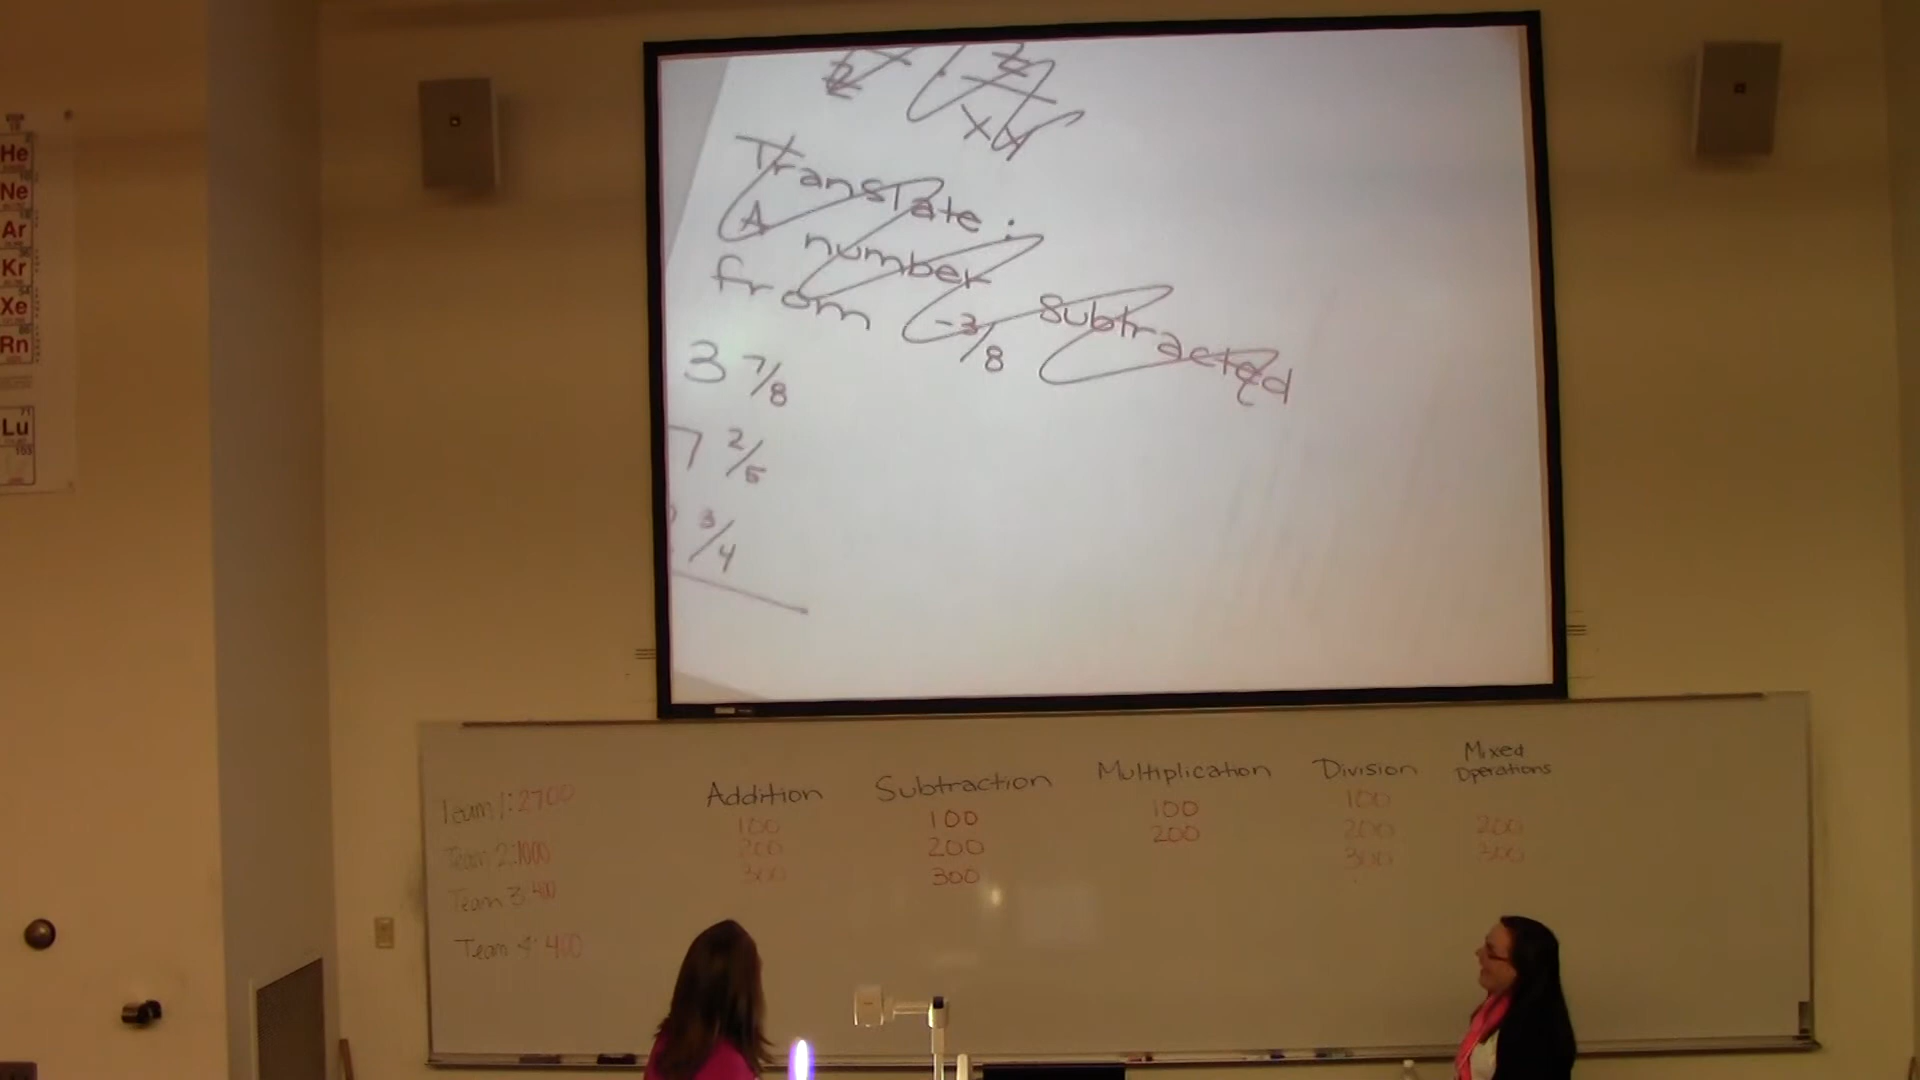 He
Ne
Ar
Kr
Xe
Rn
Lu
Z
Z
XY
Translate:
A number subtracted
from -3/8
3 7/8
7 2/5
3/4
Team 1: 2700
Team 2: 1000
Team 3: 400
Team 4: 400
Addition Subtraction Multiplication Division Mixed Operations
100 100 100 100
200 200 200 200 200
300 300 300 300